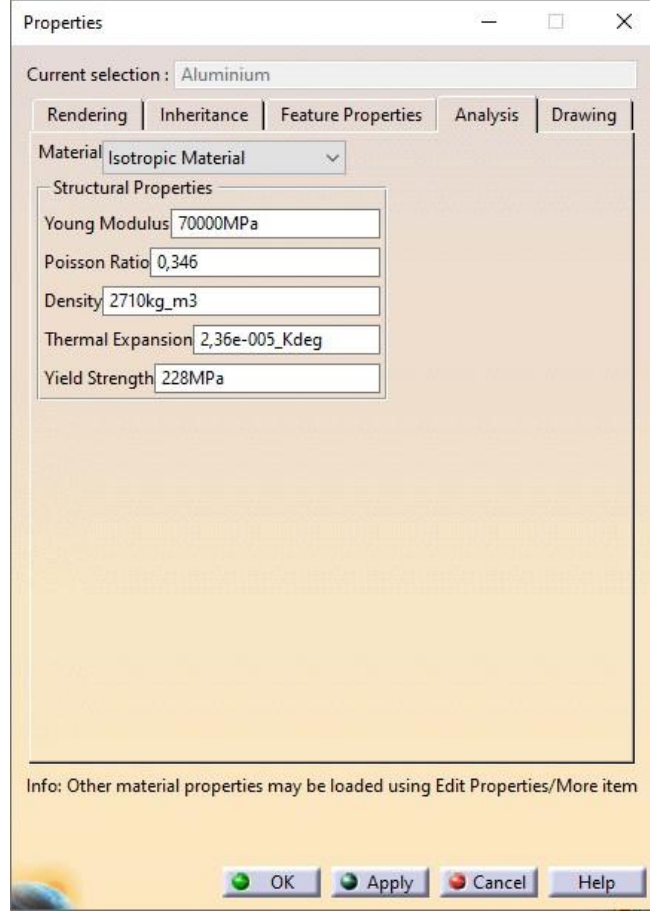 Properties
Current selection : Aluminium
Rendering Inheritance Feature Properties Analysis Drawing
Material Isotropic Material
Structural Properties
Young Modulus 70000MPa
Poisson Ratio 0,346
Density 2710kg_m3
Thermal Expansion 2,36e-005_Kdeg
Yield Strength 228MPa
Info: Other material properties may be loaded using Edit Properties/More item
OK Apply Cancel Help